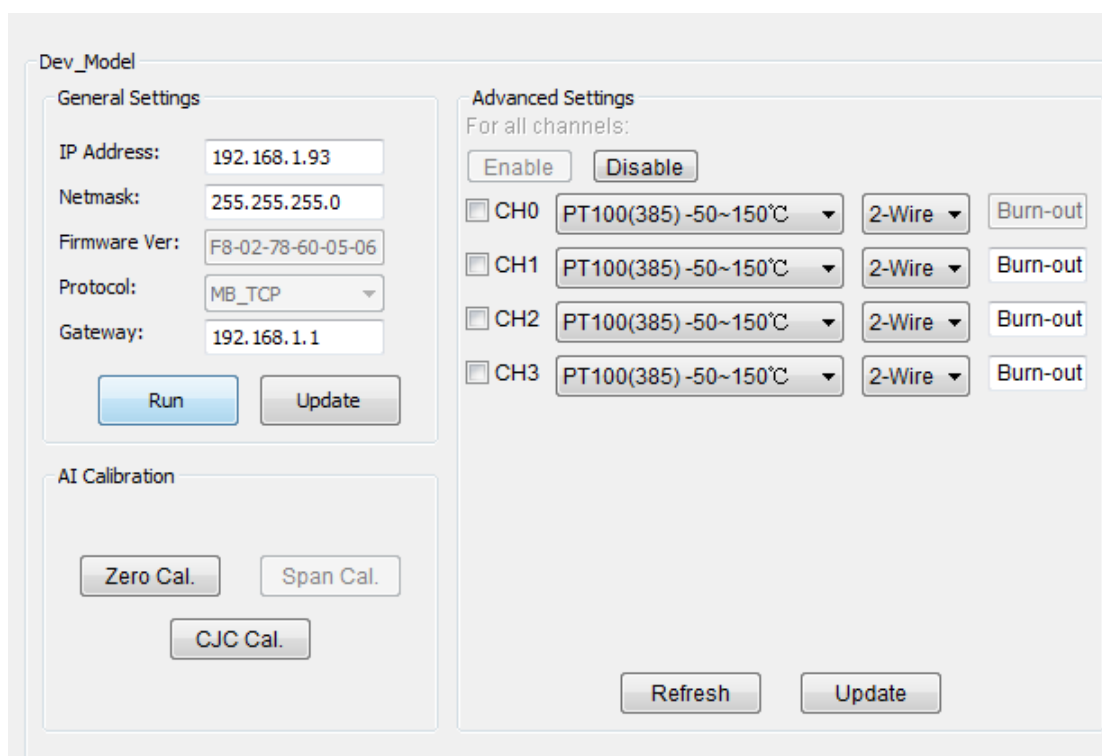 Dev_Model
General Settings
IP Address: 192.168.1.93
Netmask: 255.255.255.0
Firmware Ver: F8-02-78-60-05-06
Protocol: MB_TCP
Gateway: 192.168.1.1
Run Update
AI Calibration
Zero Cal. Span Cal.
CJC Cal.
Advanced Settings
For all channels:
Enable Disable
CH0 PT100(385) -50~150℃ 2-Wire Burn-out
CH1 PT100(385) -50~150℃ 2-Wire Burn-out
CH2 PT100(385) -50~150℃ 2-Wire Burn-out
CH3 PT100(385) -50~150℃ 2-Wire Burn-out
Refresh Update